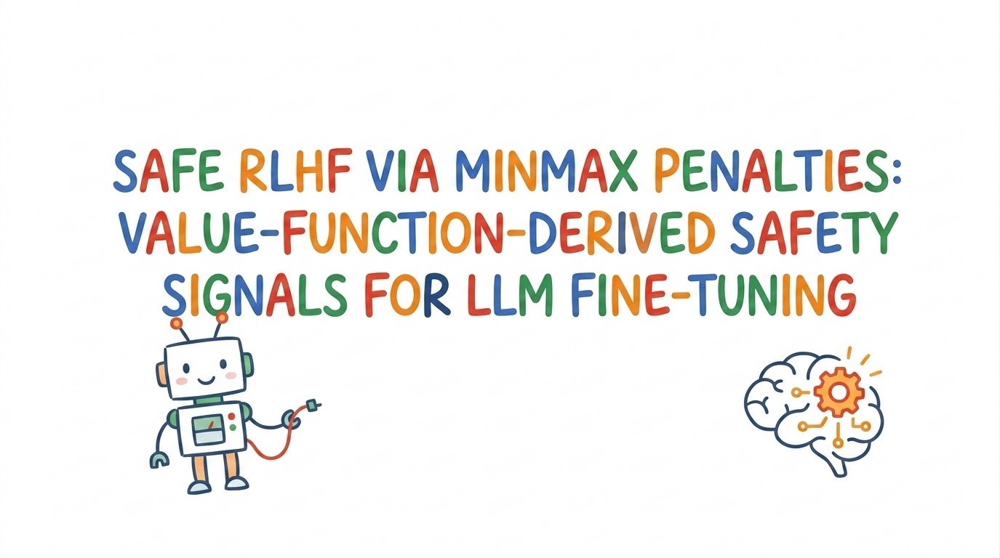 SAFE RLHF VIA MINMAX PENALTIES:
VALUE-FUNCTION-DERIVED SAFETY
SIGNALS FOR LLM FINE-TUNING